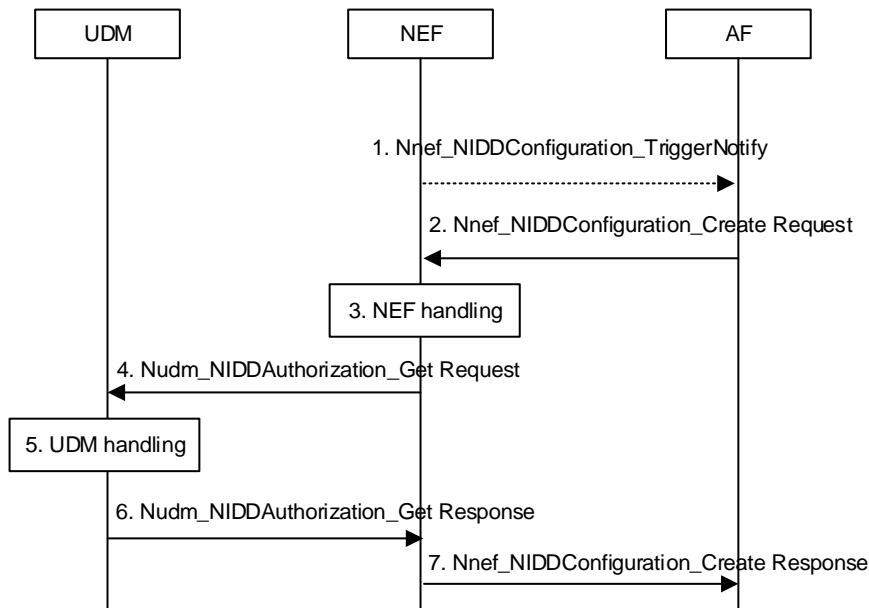 UDM
NEF
AF
1. Nnef_NIDDConfiguration_TriggerNotify
2. Nnef_NIDDConfiguration_Create Request
3. NEF handling
4. Nudm_NIDDAuthorization_Get Request
5. UDM handling
6. Nudm_NIDDAuthorization_Get Response
7. Nnef_NIDDConfiguration_Create Response